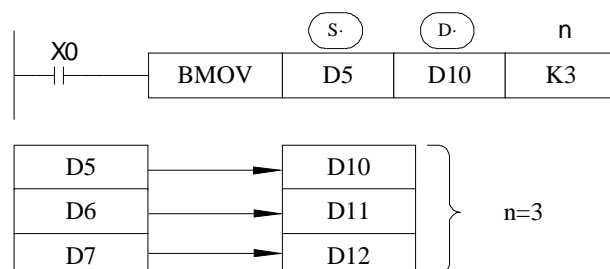 S· D· n
X0
BMOV D5 D10 K3
D5 D10
D6 D11 n=3
D7 D12